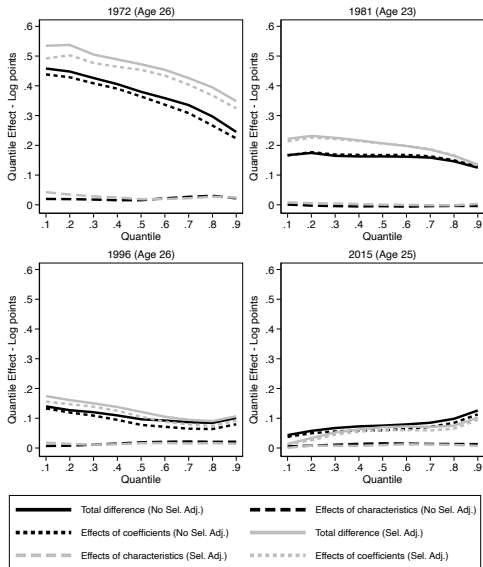 1972 (Age 26)
Quantile Effect - Log points
.6
.5
.4
.3
.2
.1
0
.1 .2 .3 .4 .5 .6 .7 .8 .9
Quantile
1981 (Age 23)
Quantile Effect - Log points
.6
.5
.4
.3
.2
.1
0
.1 .2 .3 .4 .5 .6 .7 .8 .9
Quantile
1996 (Age 26)
Quantile Effect - Log points
.6
.5
.4
.3
.2
.1
0
.1 .2 .3 .4 .5 .6 .7 .8 .9
Quantile
2015 (Age 25)
Quantile Effect - Log points
.6
.5
.4
.3
.2
.1
0
.1 .2 .3 .4 .5 .6 .7 .8 .9
Quantile
Total difference (No Sel. Adj.) Effects of characteristics (No Sel. Adj.)
Effects of coefficients (No Sel. Adj.) Total difference (Sel. Adj.)
Effects of characteristics (Sel. Adj.) Effects of coefficients (Sel. Adj.)